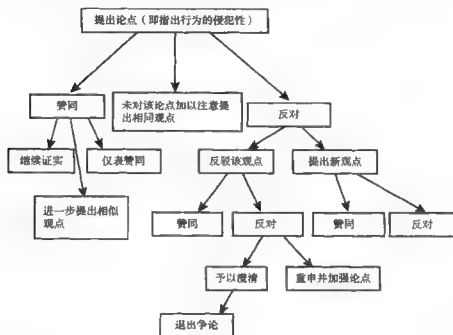 提出论点（即指出行为的侵犯性）
赞同
未对该论点加以注意提
出相同观点
反对
继续证实
仅表赞同
反驳该观点
提出新观点
进一步提出相似
观点
赞同
反对
赞同
反对
予以澄清
重申并加强论点
退出争论